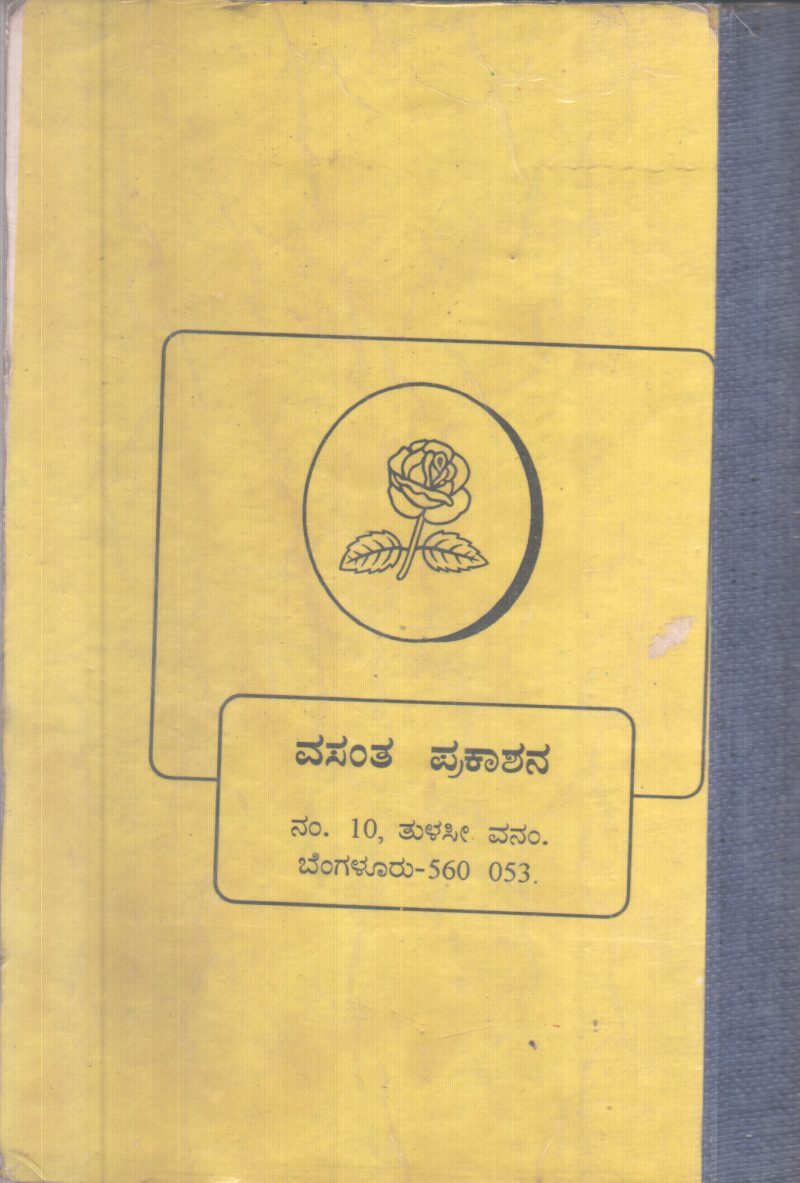 ವಸಂತ ಪ್ರಕಾಶನ
ನಂ. 10, ತುಳಸೀ ವನಂ.
ಬೆಂಗಳೂರು-560 053.